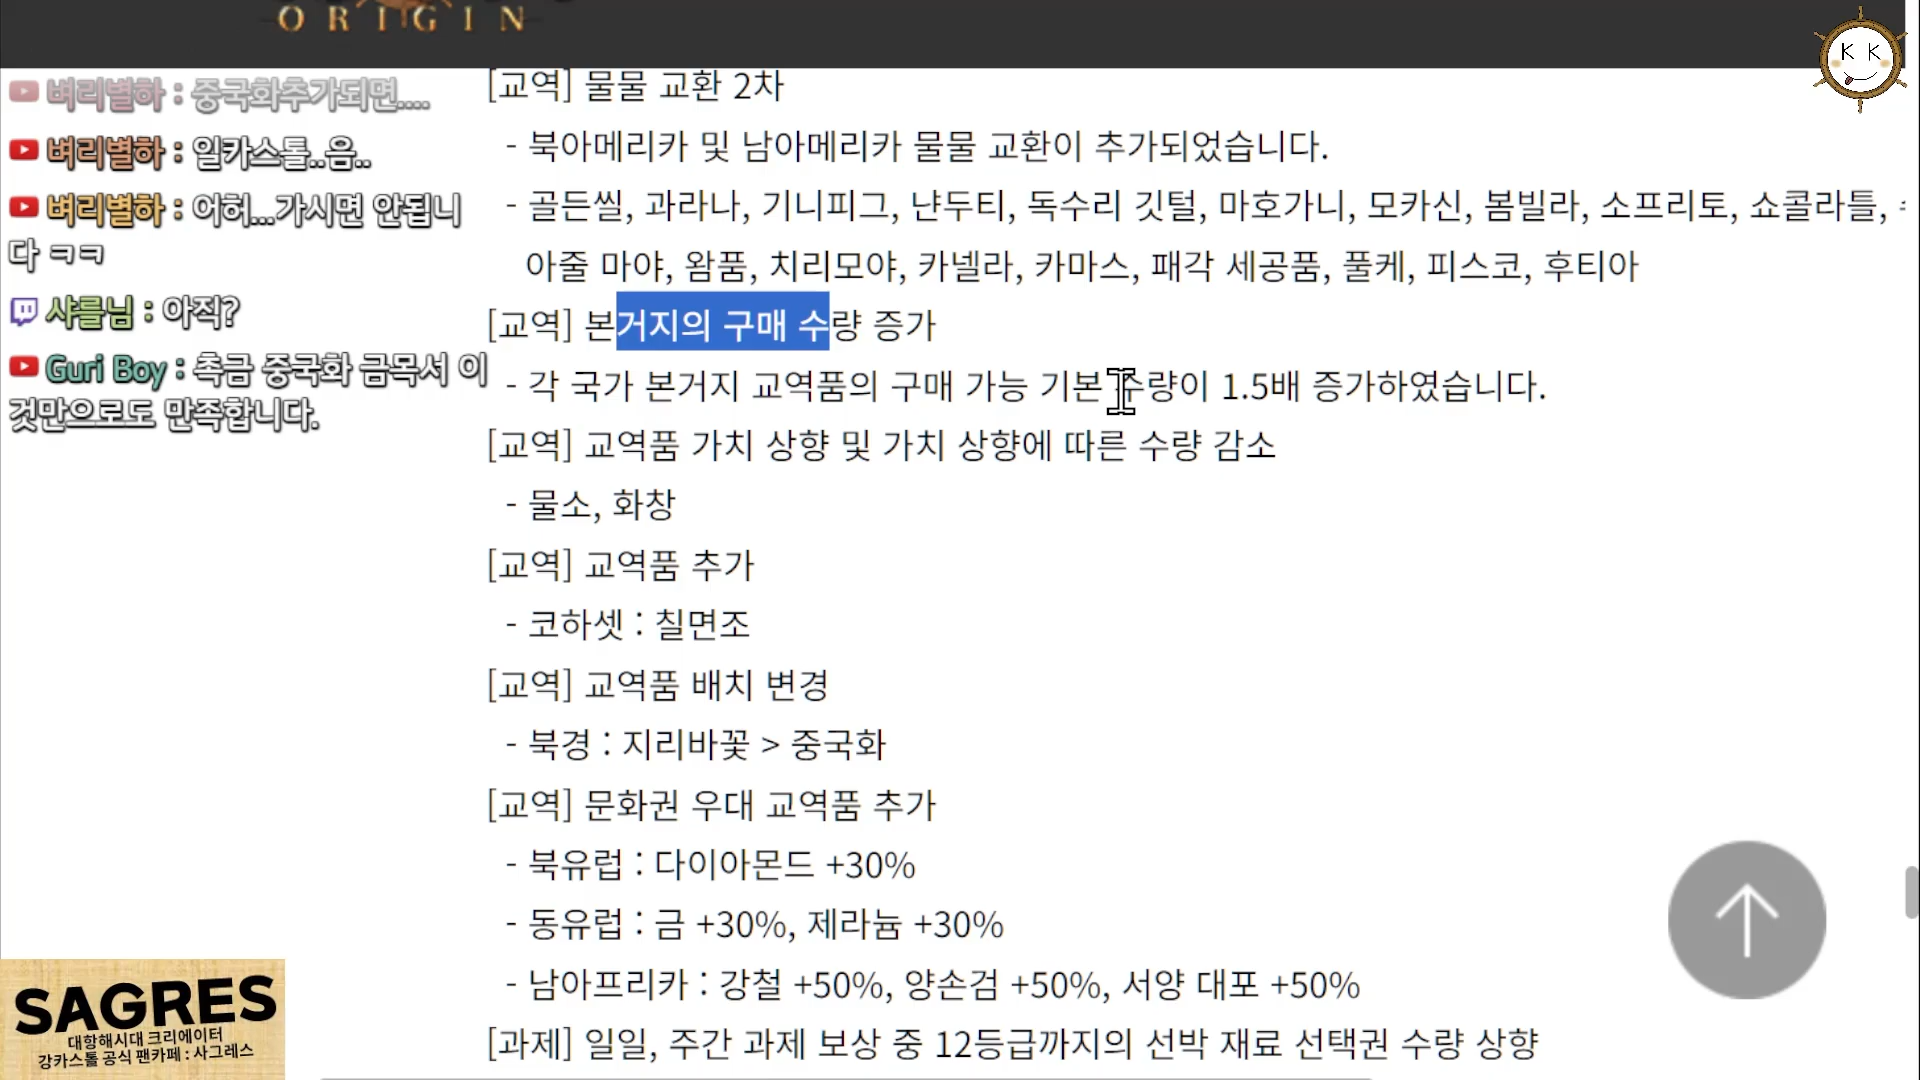 ORIGIN
K K
벼리별하 : 중국화추가되면....
벼리별하 : 일카스톨..음..
벼리별하 : 어허...가시면 안됩니
다 ㅋㅋ
샤를님 : 아직?
Guri Boy : 촉금 중국화 금목서 이
것만으로도 만족합니다.
[교역] 물물 교환 2차
- 북아메리카 및 남아메리카 물물 교환이 추가되었습니다.
- 골든씰, 과라나, 기니피그, 냔두티, 독수리 깃털, 마호가니, 모카신, 봄빌라, 소프리토, 쇼콜라틀,
아줄 마야, 왐품, 치리모야, 카넬라, 카마스, 패각 세공품, 풀케, 피스코, 후티아
[교역] 본거지의 구매 수량 증가
- 각 국가 본거지 교역품의 구매 가능 기본 수량이 1.5배 증가하였습니다.
[교역] 교역품 가치 상향 및 가치 상향에 따른 수량 감소
- 물소, 화창
[교역] 교역품 추가
- 코하셋 : 칠면조
[교역] 교역품 배치 변경
- 북경 : 지리바꽃 > 중국화
[교역] 문화권 우대 교역품 추가
- 북유럽 : 다이아몬드 +30%
- 동유럽 : 금 +30%, 제라늄 +30%
- 남아프리카 : 강철 +50%, 양손검 +50%, 서양 대포 +50%
[과제] 일일, 주간 과제 보상 중 12등급까지의 선박 재료 선택권 수량 상향
SAGRES
대항해시대 크리에이터
강카스톨 공식 팬카페 : 사그레스